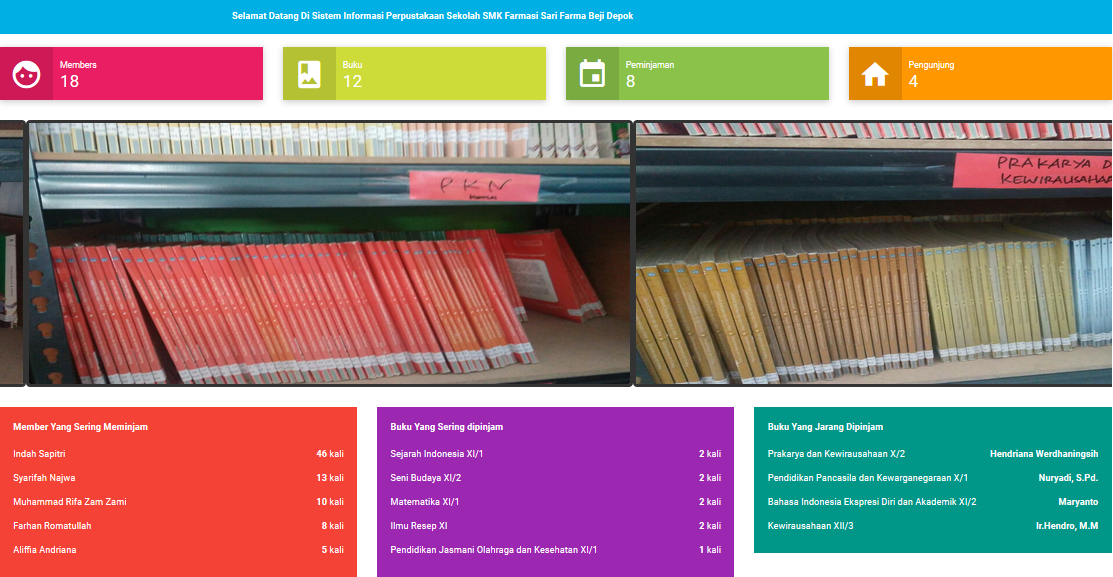 Selamat Datang Di Sistem Informasi Perpustakaan Sekolah SMK Farmasi Sari Farma Beji Depok
Members
18
Buku
12
Peminjaman
8
Pengunjung
4
PKN
PRAKARYA D
KEWIRAUSAHA
Member Yang Sering Meminjam
Indah Sapitri 46 kali
Syarifah Najwa 13 kali
Muhammad Rifa Zam Zami 10 kali
Farhan Romatullah 8 kali
Aliffia Andriana 5 kali
Buku Yang Sering dipinjam
Sejarah Indonesia XI/1 2 kali
Seni Budaya XI/2 2 kali
Matematika XI/1 2 kali
Ilmu Resep XI 2 kali
Pendidikan Jasmani Olahraga dan Kesehatan XI/1 1 kali
Buku Yang Jarang Dipinjam
Prakarya dan Kewirausahaan X/2 Hendriana Werdhaningsih
Pendidikan Pancasila dan Kewarganegaraan X/1 Nuryadi, S.Pd.
Bahasa Indonesia Ekspresi Diri dan Akademik XI/2 Maryanto
Kewirausahaan XII/3 Ir.Hendro, M.M